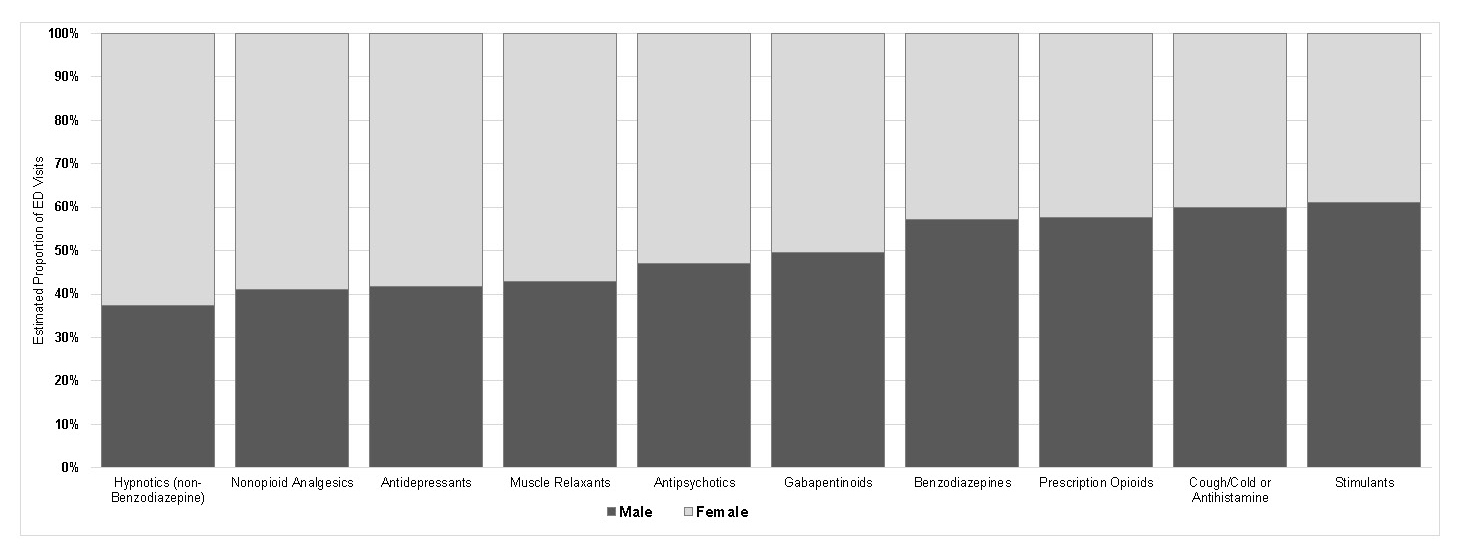 100%
90%
80%
70%
60%
50%
40%
30%
20%
10%
0%
Estimated Proportion of ED Visits
Hypnotics (non-
Benzodiazepine)
Nonopioid Analgesics
Antidepressants
Muscle Relaxants
Antipsychotics
Gabapentinoids
Benzodiazepines
Prescription Opioids
Cough/Cold or
Antihistamine
Stimulants
Male
Female